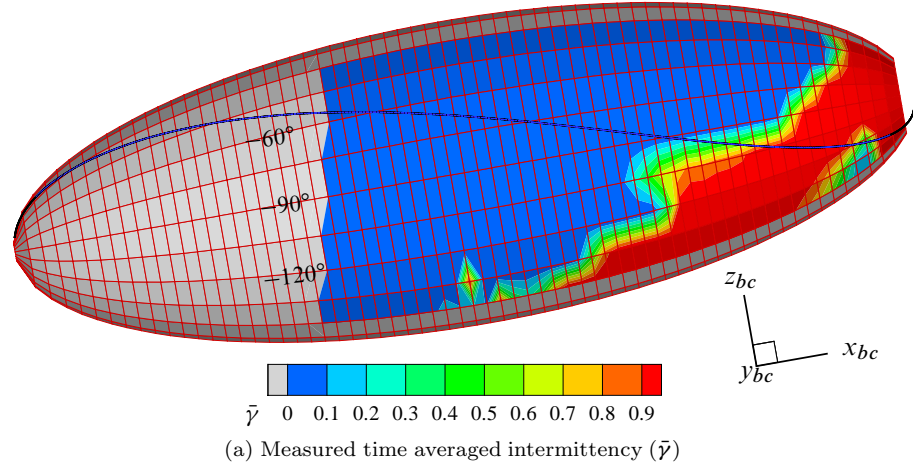 −60°
−90°
−120°
z_bc
x_bc
y_bc
γ̄ 0 0.1 0.2 0.3 0.4 0.5 0.6 0.7 0.8 0.9
(a) Measured time averaged intermittency (γ̄)